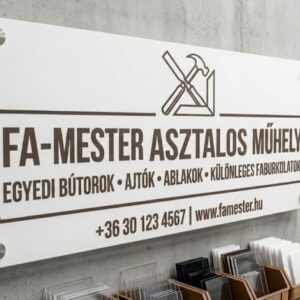 FA-MESTER ASZTALOS MŰHELY
EGYEDI BÚTOROK • AJTÓK • ABLAKOK • KÜLÖNLEGES FABURKOLATOK
+36 30 123 4567 | www.famester.hu